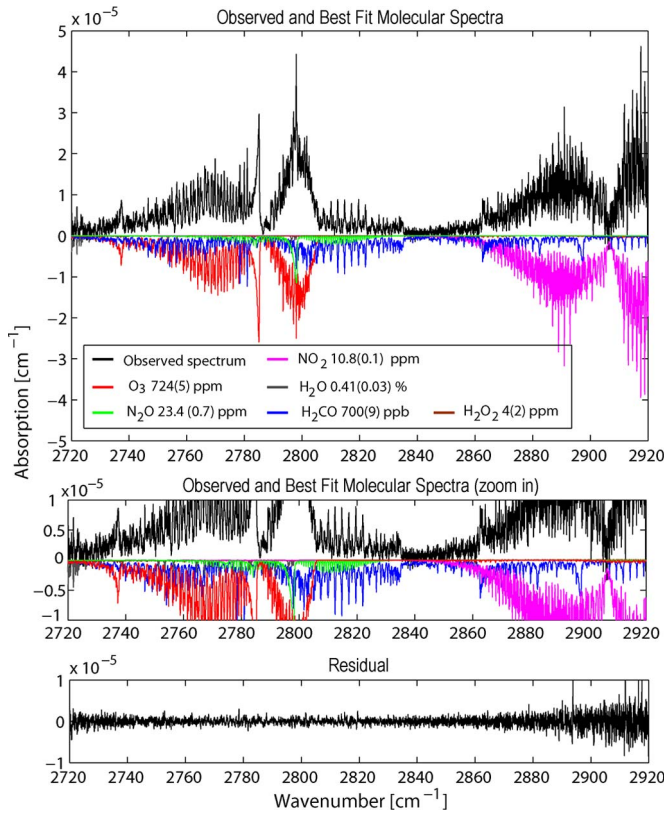 Observed and Best Fit Molecular Spectra
x 10⁻⁵
5
4
3
2
1
0
-1
-2
-3
-4
-5
Observed spectrum
O₃ 724(5) ppm
N₂O 23.4 (0.7) ppm
NO₂ 10.8(0.1) ppm
H₂O 0.41(0.03) %
H₂CO 700(9) ppb
H₂O₂ 4(2) ppm
2720 2740 2760 2780 2800 2820 2840 2860 2880 2900 2920
Absorption [cm⁻¹]
Observed and Best Fit Molecular Spectra (zoom in)
1 x 10⁻⁵
0.5
0
-0.5
-1
2720 2740 2760 2780 2800 2820 2840 2860 2880 2900 2920
Residual
x 10⁻⁵
1
0
-1
2720 2740 2760 2780 2800 2820 2840 2860 2880 2900 2920
Wavenumber [cm⁻¹]